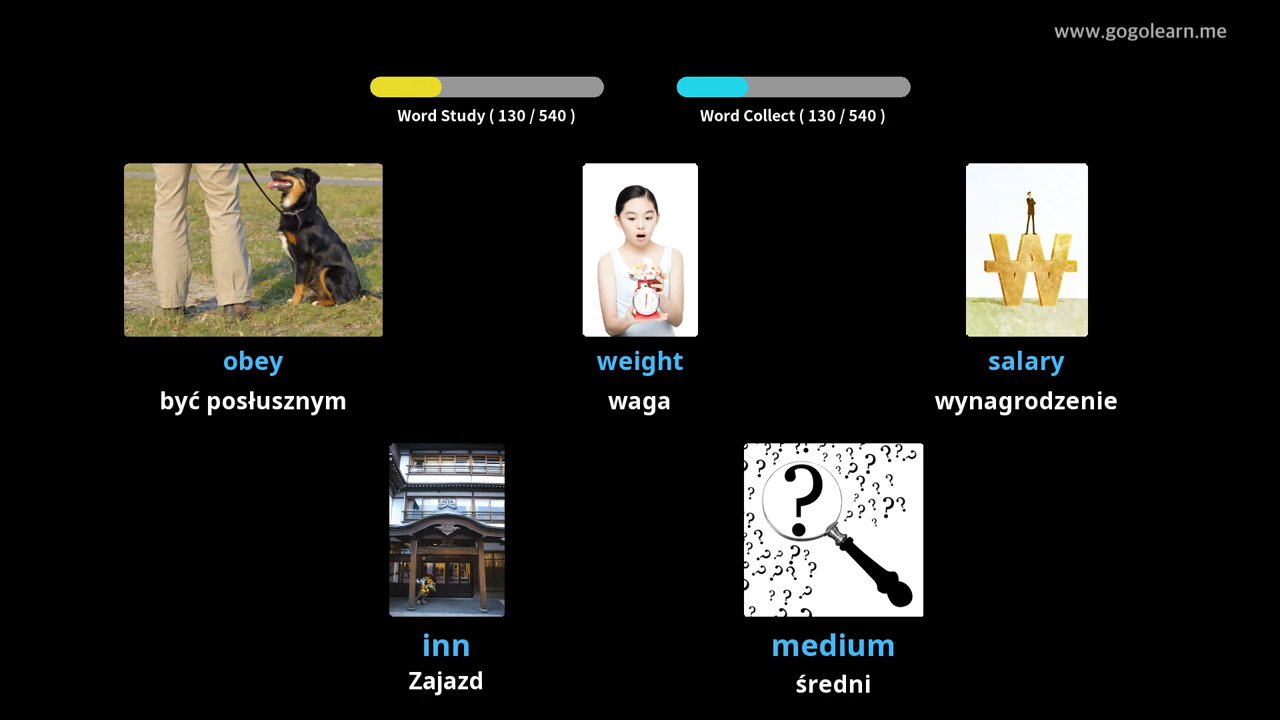 www.gogolearn.me
Word Study ( 130 / 540 )
Word Collect ( 130 / 540 )
obey
weight
salary
być posłusznym
waga
wynagrodzenie
inn
medium
Zajazd
średni